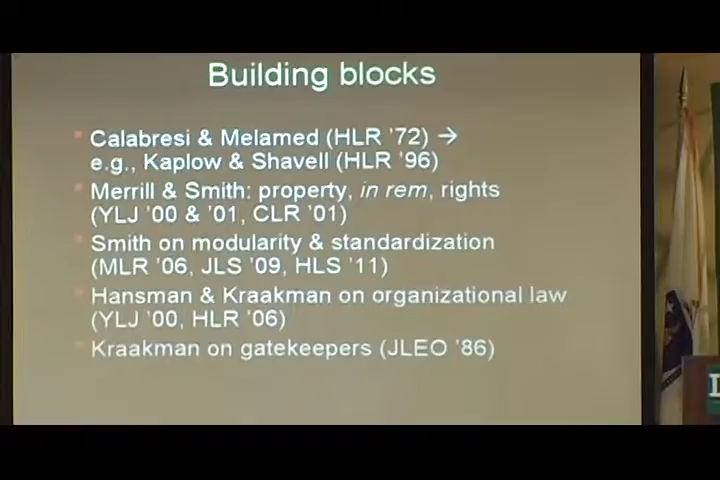 Building blocks
Calabresi & Melamed (HLR '72) →
e.g., Kaplow & Shavell (HLR '96)
Merrill & Smith: property, in rem, rights
(YLJ '00 & '01, CLR '01)
Smith on modularity & standardization
(MLR '06, JLS '09, HLS '11)
Hansman & Kraakman on organizational law
(YLJ '00, HLR '06)
Kraakman on gatekeepers (JLEO '86)